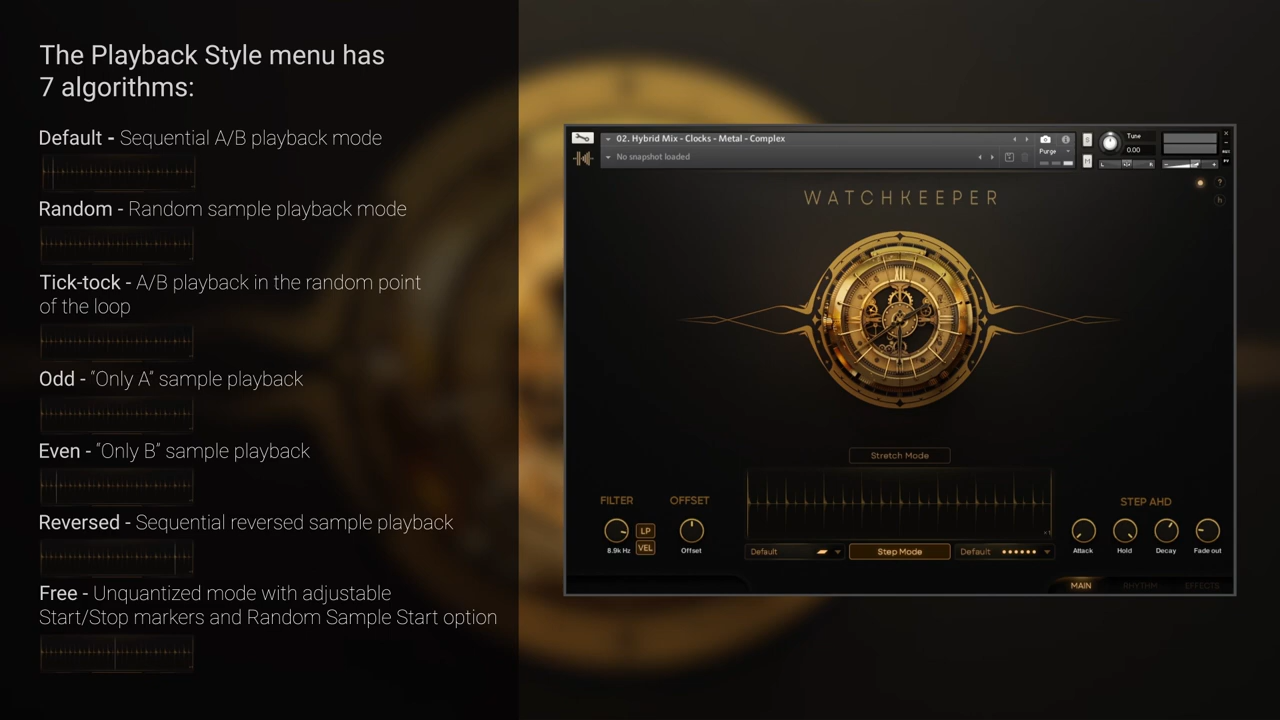 The Playback Style menu has
7 algorithms:
Default - Sequential A/B playback mode
Random - Random sample playback mode
Tick-tock - A/B playback in the random point
of the loop
Odd - “Only A” sample playback
Even - “Only B” sample playback
Reversed - Sequential reversed sample playback
Free - Unquantized mode with adjustable
Start/Stop markers and Random Sample Start option
02. Hybrid Mix - Clocks - Metal - Complex
No snapshot loaded
Purge
S
M
Tune
0.00
L
R
?
h
WATCHKEEPER
Stretch Mode
FILTER
OFFSET
LP
VEL
8.9k Hz
Offset
Default
Step Mode
Default
STEP AHD
Attack
Hold
Decay
Fade out
MAIN
RHYTHM
EFFECTS